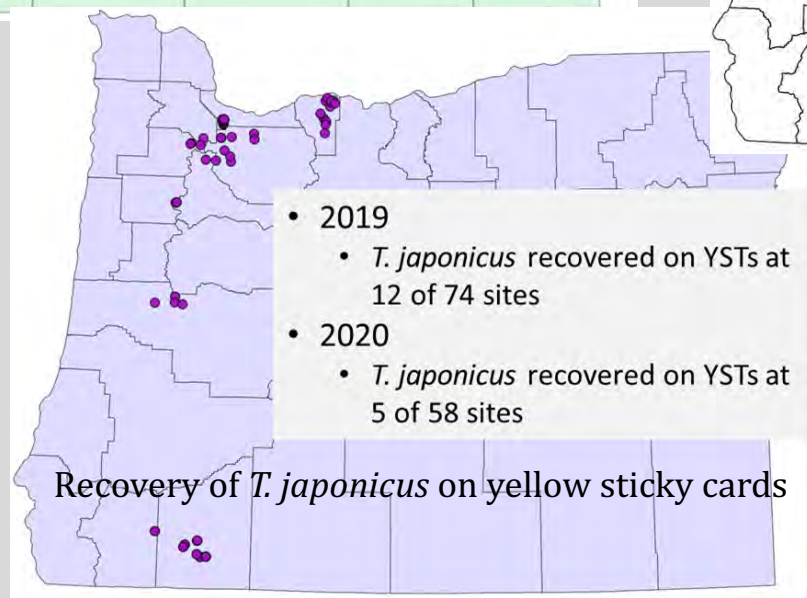 • 2019
• T. japonicus recovered on YSTs at
12 of 74 sites
• 2020
• T. japonicus recovered on YSTs at
5 of 58 sites
Recovery of T. japonicus on yellow sticky cards